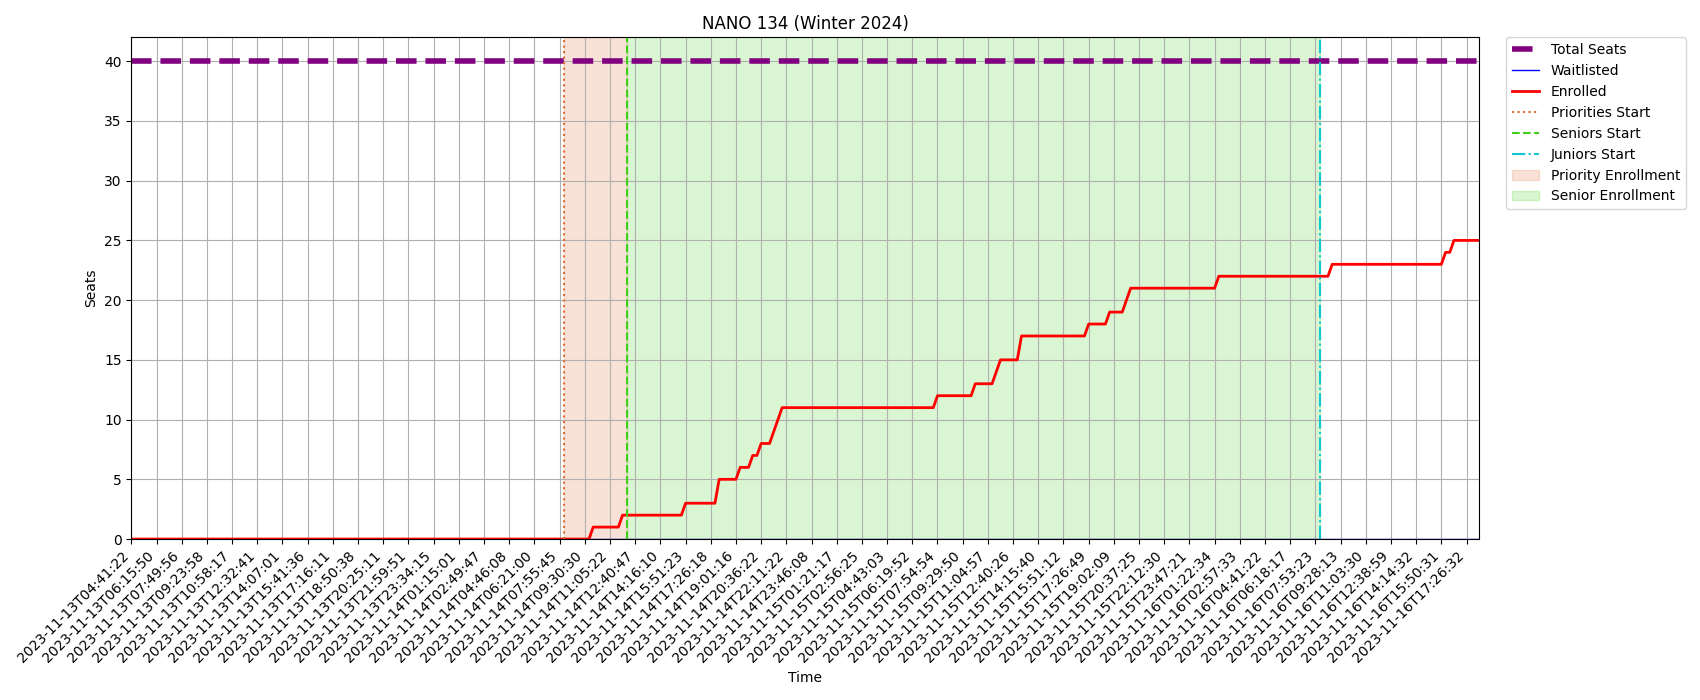 NANO 134 (Winter 2024)
Total Seats
Waitlisted
Enrolled
Priorities Start
Seniors Start
Juniors Start
Priority Enrollment
Senior Enrollment
Seats
40
35
30
25
20
15
10
5
0
2023-11-13T04:41:22
2023-11-13T06:15:50
2023-11-13T07:49:56
2023-11-13T09:23:58
2023-11-13T10:58:17
2023-11-13T12:32:41
2023-11-13T14:07:01
2023-11-13T15:41:36
2023-11-13T17:16:11
2023-11-13T18:50:38
2023-11-13T20:25:11
2023-11-13T21:59:51
2023-11-13T23:34:15
2023-11-14T01:15:01
2023-11-14T02:49:47
2023-11-14T04:46:08
2023-11-14T06:21:00
2023-11-14T07:55:45
2023-11-14T09:30:30
2023-11-14T11:05:22
2023-11-14T12:40:47
2023-11-14T14:16:10
2023-11-14T15:51:23
2023-11-14T17:26:18
2023-11-14T19:01:16
2023-11-14T20:36:22
2023-11-14T22:11:22
2023-11-14T23:46:08
2023-11-15T01:21:17
2023-11-15T02:56:25
2023-11-15T04:43:03
2023-11-15T06:19:52
2023-11-15T07:54:54
2023-11-15T09:29:50
2023-11-15T11:04:57
2023-11-15T12:40:26
2023-11-15T14:15:40
2023-11-15T15:51:12
2023-11-15T17:26:49
2023-11-15T19:02:09
2023-11-15T20:37:25
2023-11-15T22:12:30
2023-11-15T23:47:21
2023-11-16T01:22:34
2023-11-16T02:57:33
2023-11-16T04:41:22
2023-11-16T06:18:17
2023-11-16T07:53:23
2023-11-16T09:28:13
2023-11-16T11:03:30
2023-11-16T12:38:59
2023-11-16T14:14:32
2023-11-16T15:50:31
2023-11-16T17:26:32
Time